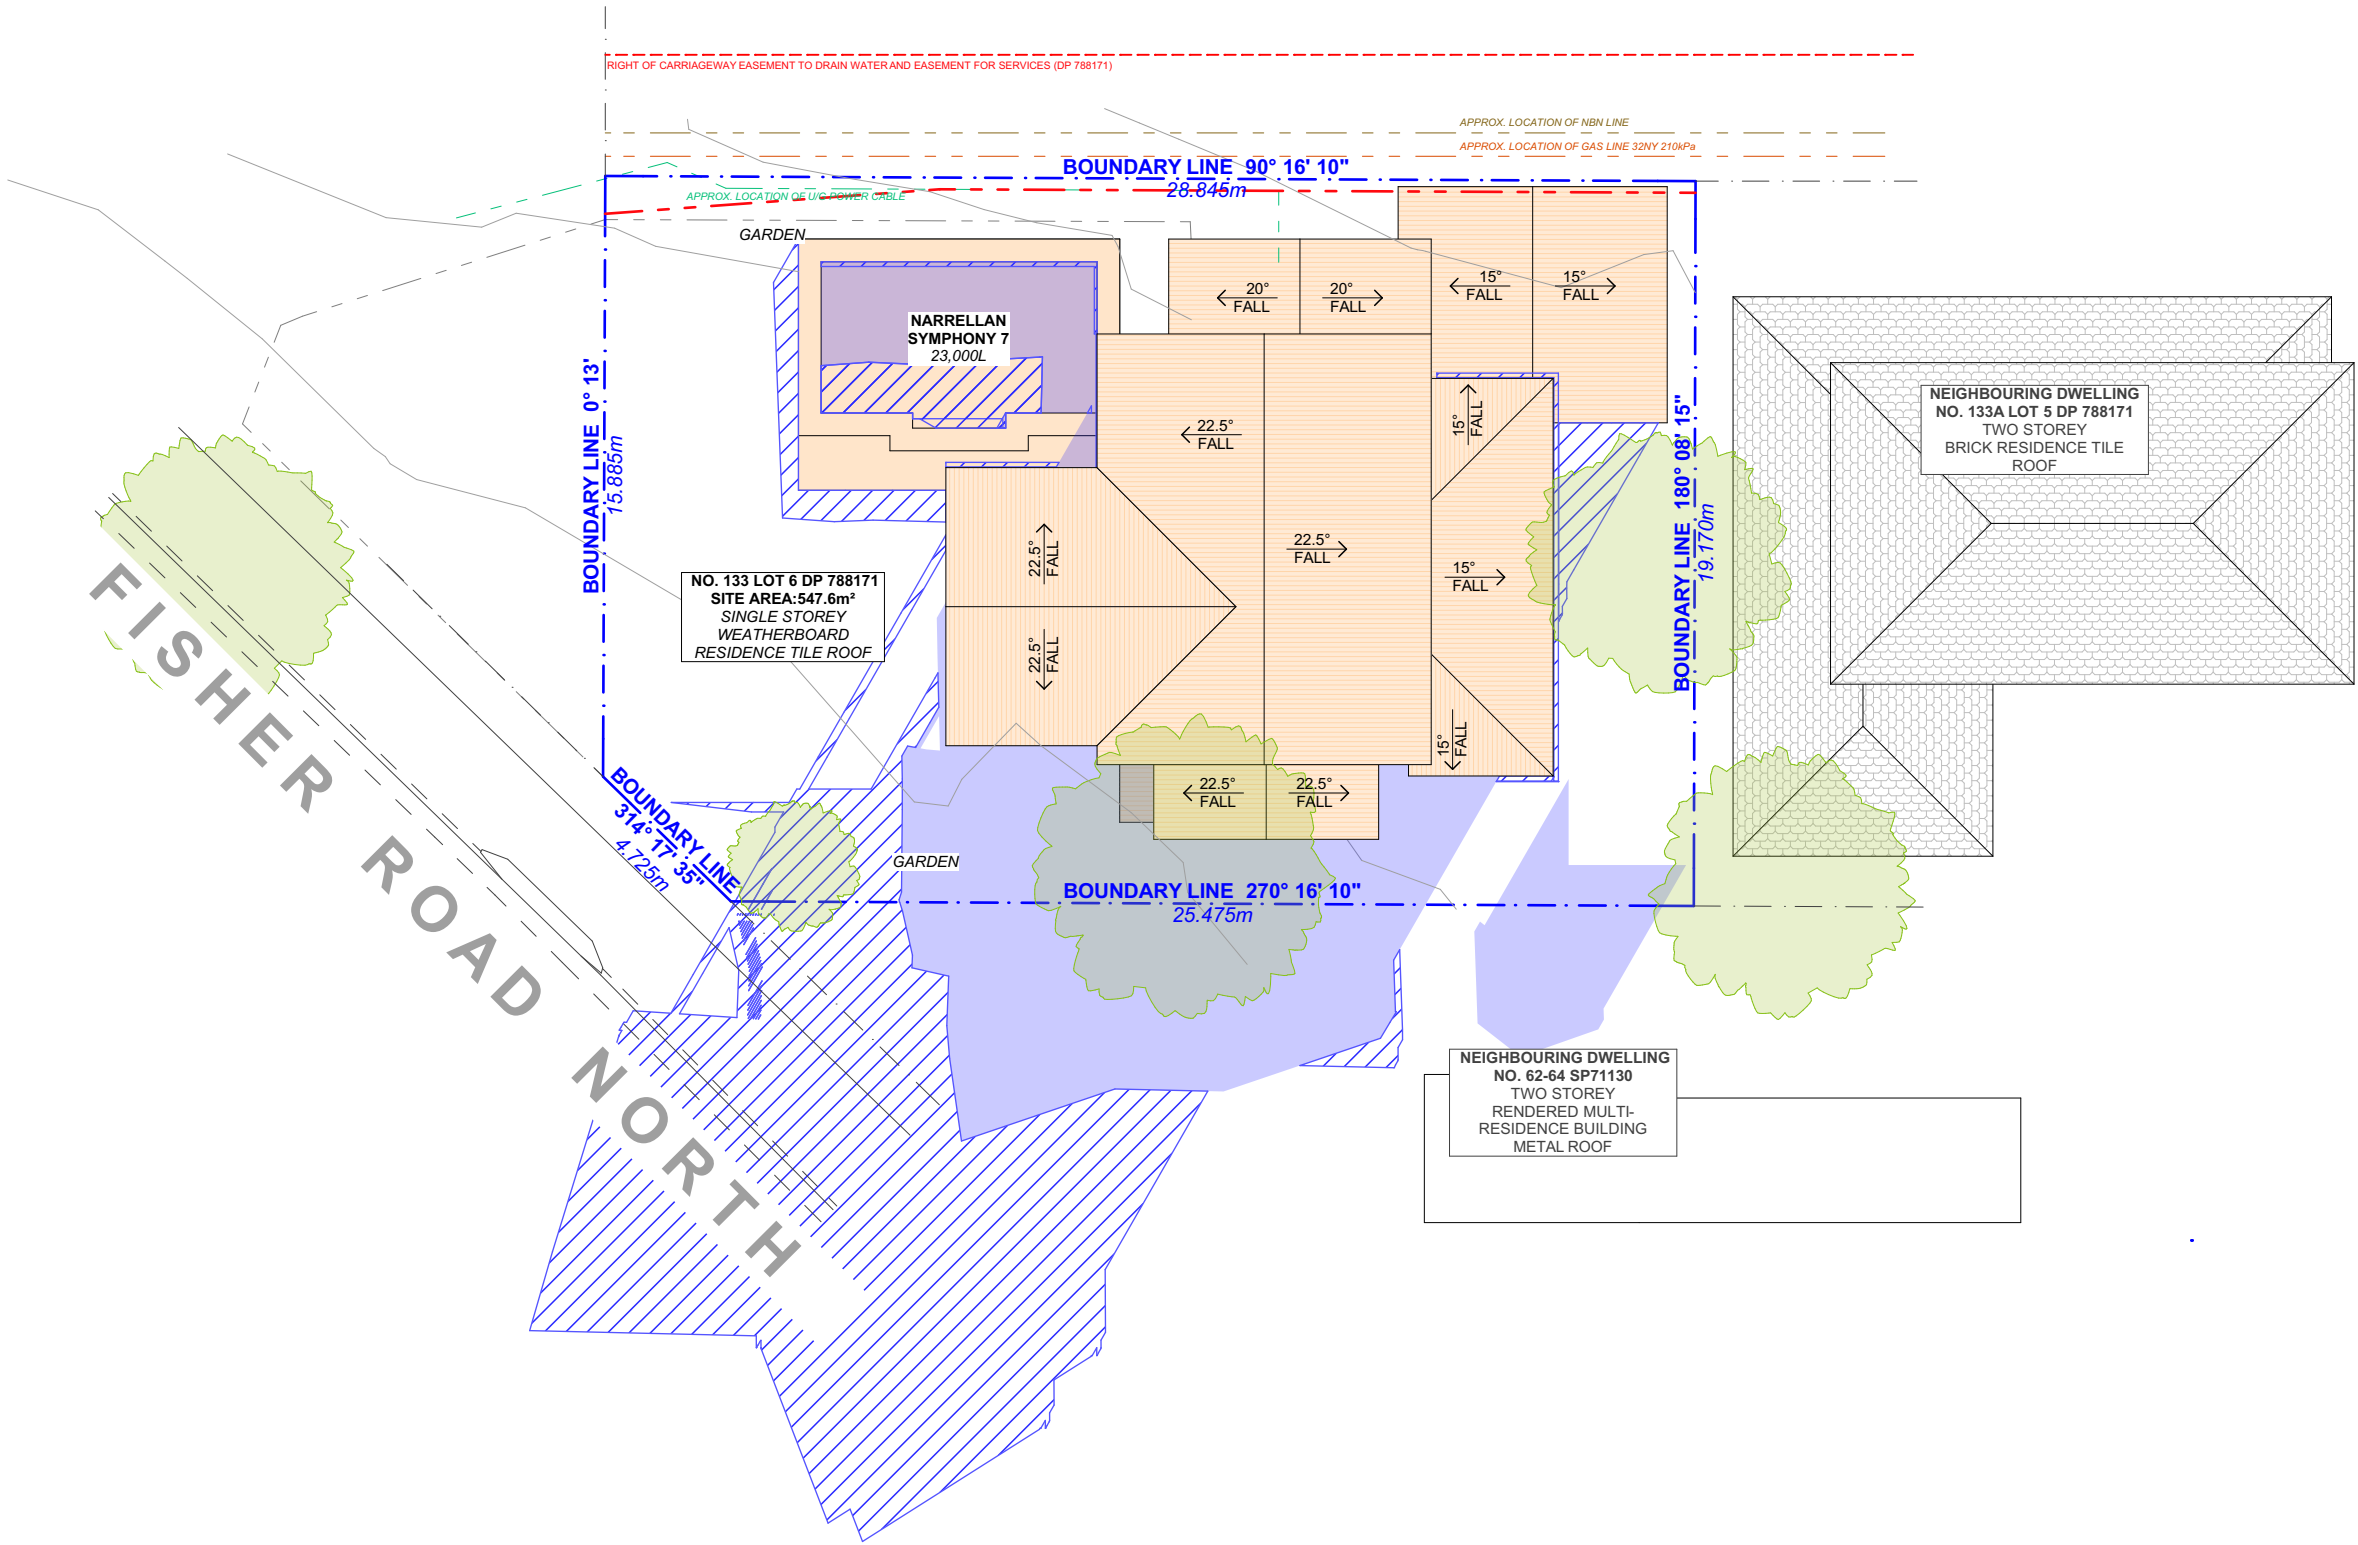 RIGHT OF CARRIAGEWAY EASEMENT TO DRAIN WATER AND EASEMENT FOR SERVICES (DP 788171)
APPROX. LOCATION OF NBN LINE
APPROX. LOCATION OF GAS LINE 32NY 210kPa
BOUNDARY LINE 90° 16' 10"
28.845m
APPROX. LOCATION OF U/G POWER CABLE
GARDEN
NARRELLAN
SYMPHONY 7
23,000L
20°
FALL
20°
FALL
15°
FALL
15°
FALL
BOUNDARY LINE 0° 13'
15.885m
22.5°
FALL
15°
FALL
BOUNDARY LINE 180° 08' 15"
19.170m
NEIGHBOURING DWELLING
NO. 133A LOT 5 DP 788171
TWO STOREY
BRICK RESIDENCE TILE
ROOF
22.5°
FALL
22.5°
FALL
15°
FALL
NO. 133 LOT 6 DP 788171
SITE AREA:547.6m²
SINGLE STOREY
WEATHERBOARD
RESIDENCE TILE ROOF
22.5°
FALL
15°
FALL
22.5°
FALL
22.5°
FALL
BOUNDARY LINE
314° 17' 35"
4.725m
GARDEN
BOUNDARY LINE 270° 16' 10"
25.475m
FISHER ROAD NORTH
NEIGHBOURING DWELLING
NO. 62-64 SP71130
TWO STOREY
RENDERED MULTI-
RESIDENCE BUILDING
METAL ROOF